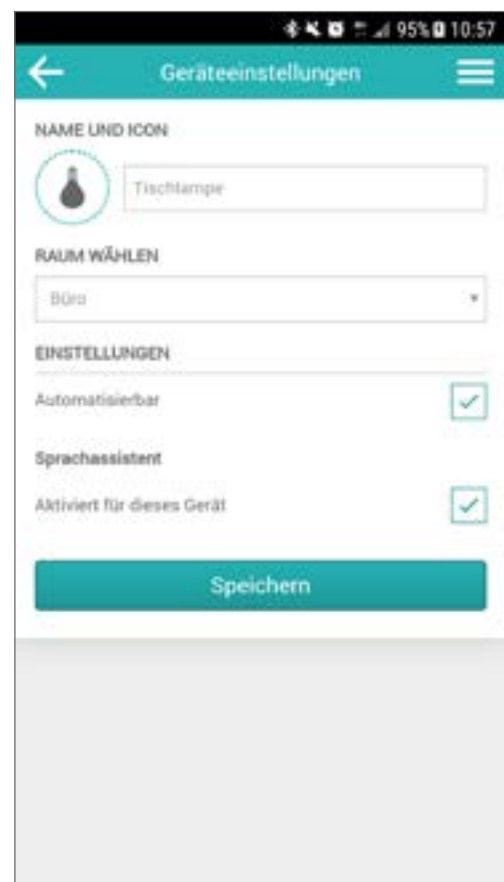 95% 10:57
Geräteeinstellungen
NAME UND ICON
Tischlampe
RAUM WÄHLEN
Büro
EINSTELLUNGEN
Automatisierbar
Sprachassistent
Aktiviert für dieses Gerät
Speichern